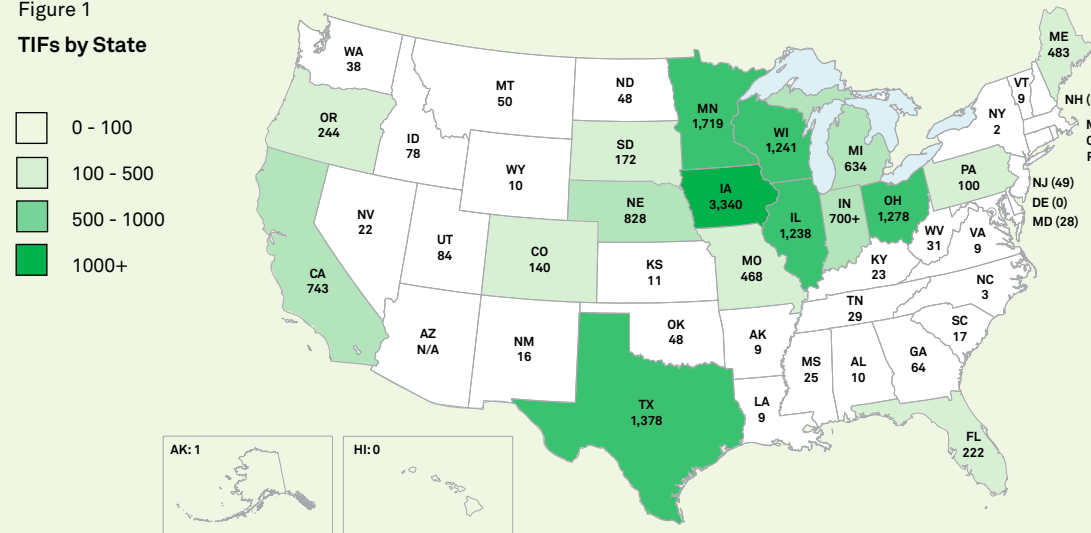 Figure 1
TIFs by State
0 - 100
100 - 500
500 - 1000
1000+
WA
38
OR
244
CA
743
ID
78
NV
22
MT
50
WY
10
UT
84
AZ
N/A
CO
140
NM
16
ND
48
SD
172
NE
828
KS
11
OK
48
TX
1,378
MN
1,719
IA
3,340
MO
468
AK
9
LA
9
WI
1,241
IL
1,238
MI
634
IN
700+
OH
1,278
KY
23
TN
29
MS
25
AL
10
GA
64
FL
222
SC
17
NC
3
VA
9
WV
31
PA
100
NY
2
VT
9
ME
483
NH (
NJ (49)
DE (0)
MD (28)
AK: 1
HI: 0